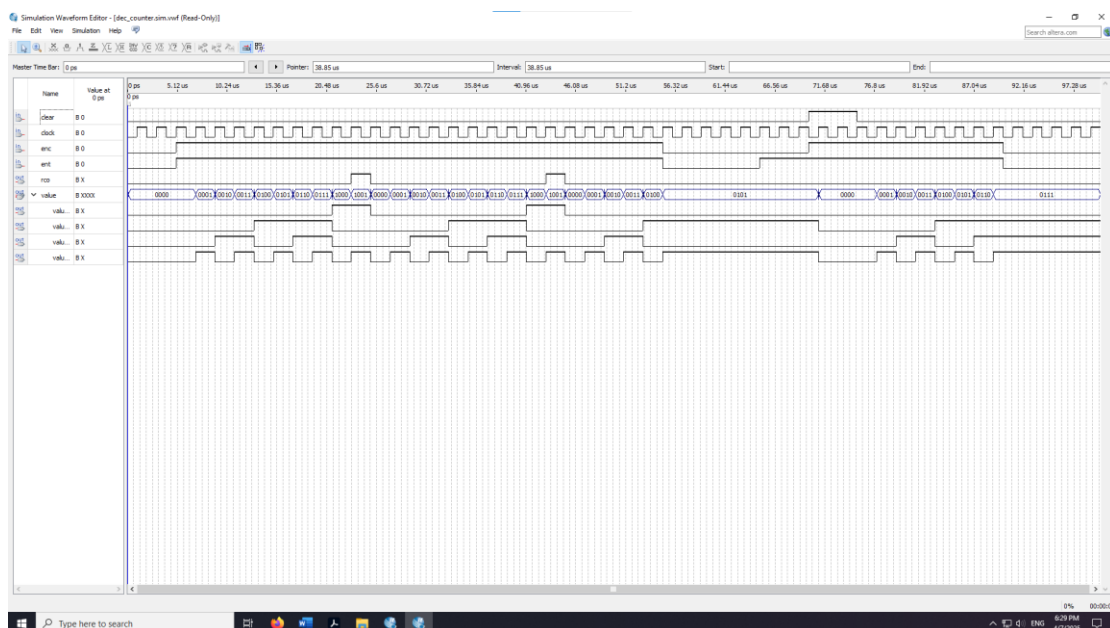 Simulation Waveform Editor - [dec_counter.sim.vwf (Read-Only)]
File Edit View Simulation Help
Search altera.com
Master Time Bar: 0 ps Pointer: 38.85 us Interval: 38.85 us Start: End:
Name Value at 0 ps
0 ps 5.12 us 10.24 us 15.36 us 20.48 us 25.6 us 30.72 us 35.84 us 40.96 us 46.08 us 51.2 us 56.32 us 61.44 us 66.56 us 71.68 us 76.8 us 81.92 us 87.04 us 92.16 us 97.28 us
0 ps
clear B 0
clock B 0
enc B 0
ent B 0
rco B X
value B XXXX 0000 0001 0010 0011 0100 0101 0110 0111 1000 1001 0000 0001 0010 0011 0100 0101 0110 0111 1000 1001 0000 0001 0010 0011 0100 0101 0000 0001 0010 0011 0100 0101 0110 0111
valu... B X
valu... B X
valu... B X
valu... B X
0% 00:00:0
Type here to search
ENG 6:29 PM